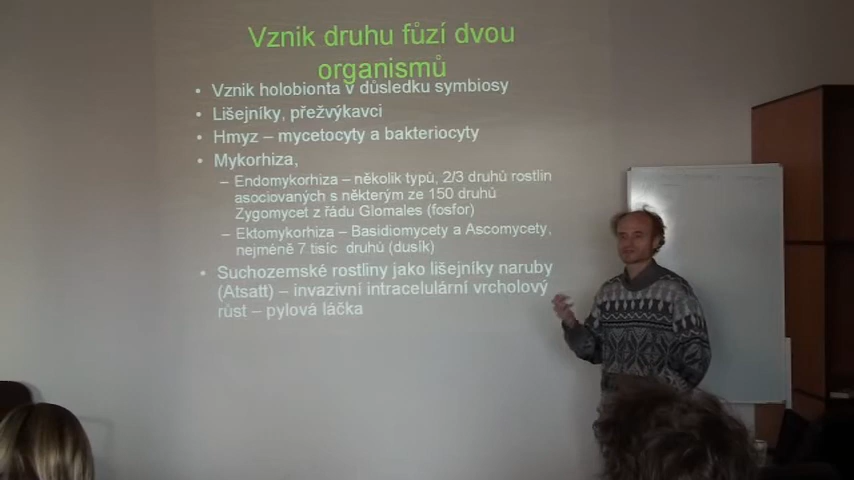 Vznik druhu fůzí dvou
organismů
• Vznik holobionta v důsledku symbiosy
• Lišejníky, přežvýkavci
• Hmyz – mycetocyty a bakteriocyty
• Mykorhiza,
– Endomykorhiza – několik typů, 2/3 druhů rostlin
asociovaných s některým ze 150 druhů
Zygomycet z řádu Glomales (fosfor)
– Ektomykorhiza – Basidiomycety a Ascomycety,
nejméně 7 tisíc druhů (dusík)
• Suchozemské rostliny jako lišejníky naruby
(Atsatt) – invazivní intracelulární vrcholový
růst – pylová láčka